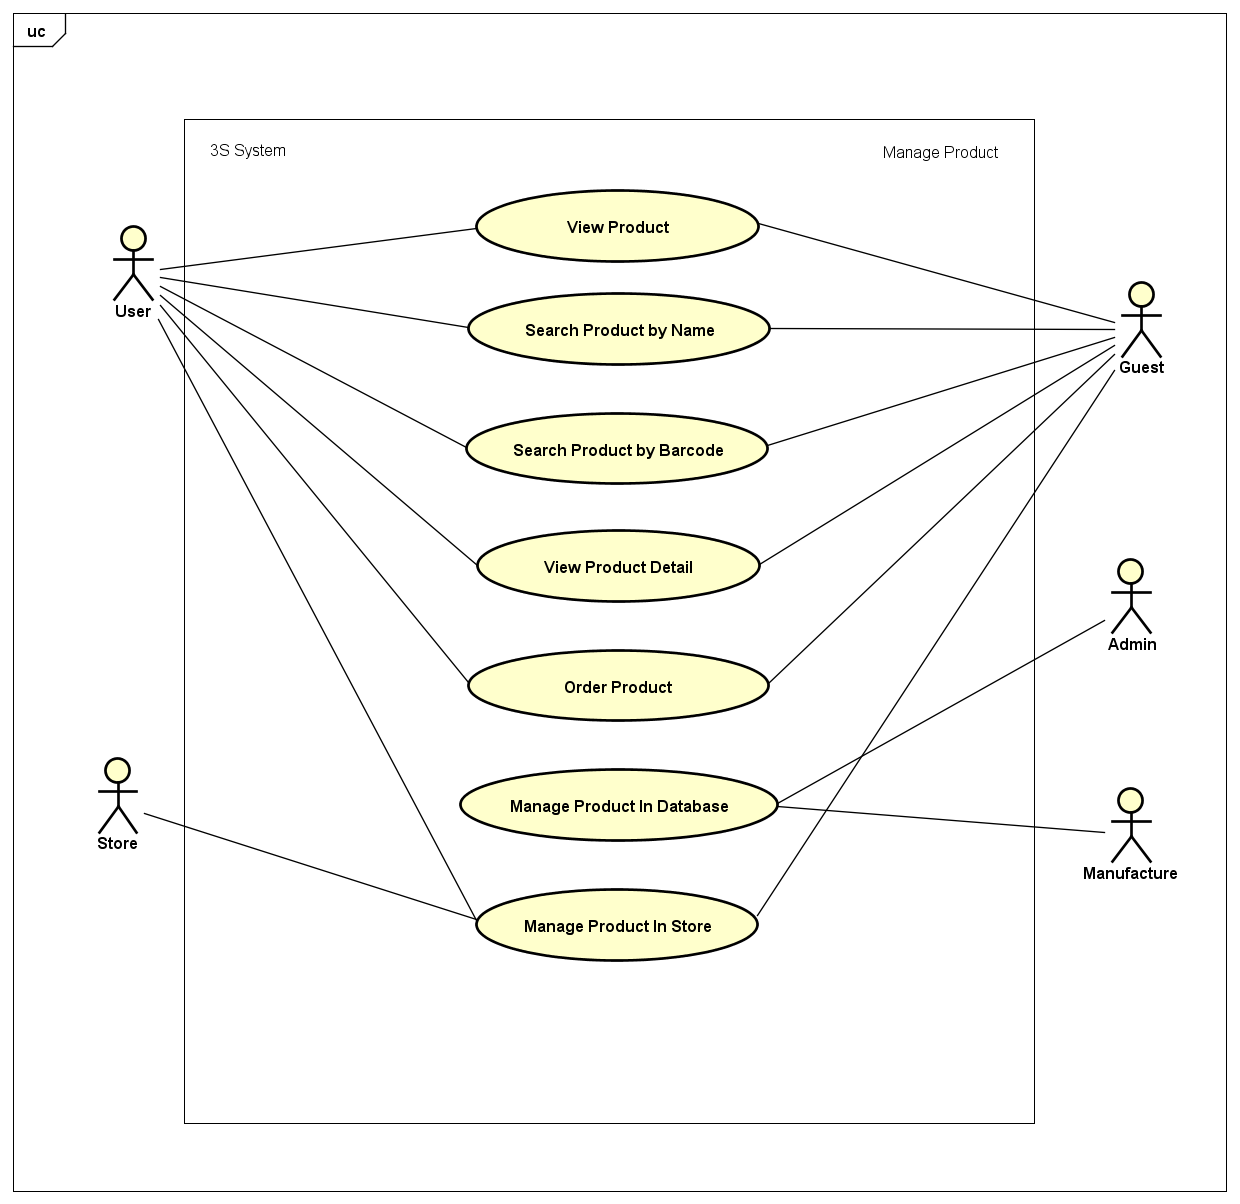 uc
3S System
Manage Product
View Product
User
Search Product by Name
Guest
Search Product by Barcode
View Product Detail
Admin
Order Product
Manage Product In Database
Store
Manufacture
Manage Product In Store